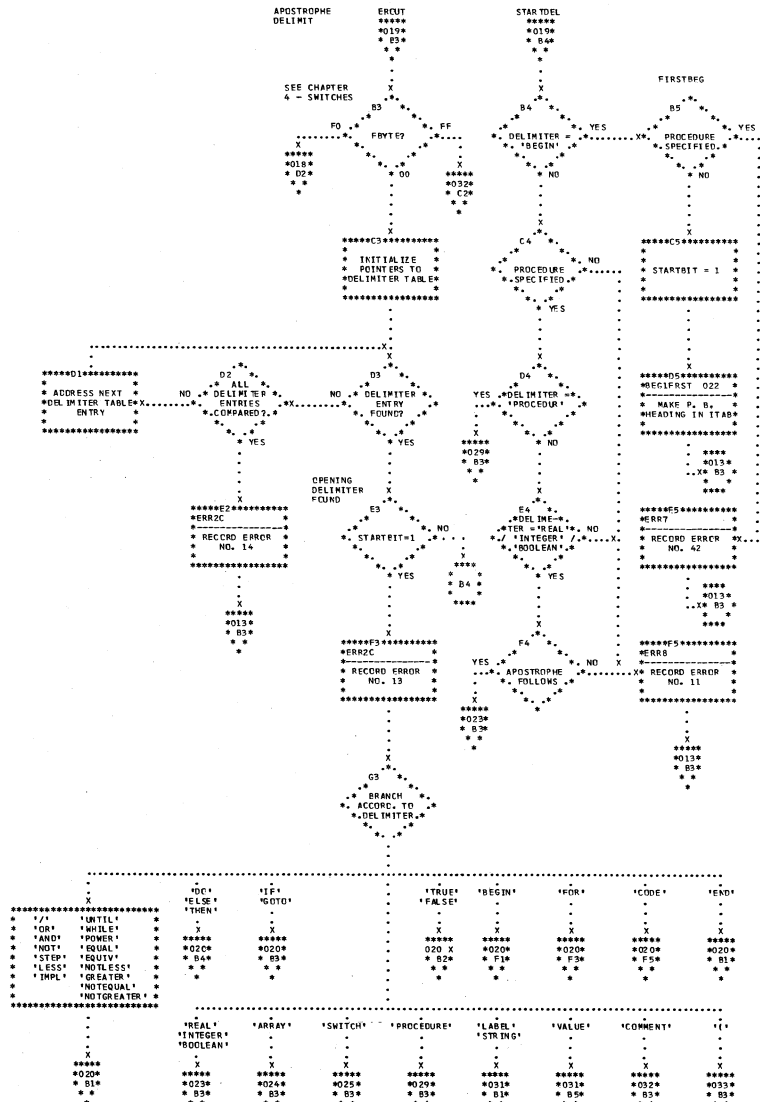 APOSTROPHE
DELIMIT
ERCUT
*****
*019*
* E3*
* *
*
STARTDEL
*****
*019*
* B4*
* *
*
SEE CHAPTER
4 - SWITCHES
FIRSTBEG
B3
FBYTE?
F0
FF
00
*****
*018*
* D2*
* *
*
*****
*032*
* C2*
* *
*
B4
DELIMITER =
'BEGIN'
YES
NO
B5
PROCEDURE
SPECIFIED.
YES
NO
*****C3**********
INITIALIZE
POINTERS TO
*DELIMITER TABLE*
*****************
C4
PROCEDURE
SPECIFIED.
NO
YES
*****C5**********
STARTBIT = 1
*****************
*****D1**********
ADDRESS NEXT
*DELIMITER TABLE*
ENTRY
*****************
D2
ALL
DELIMITER
ENTRIES
COMPARED?
NO
YES
D3
DELIMITER
ENTRY
FOUND?
NO
YES
D4
DELIMITER =
'PROCEDUR'
YES
NO
*****
*029*
* B3*
* *
*
*****D5**********
*BEG1FRST 022
MAKE P. B.
*HEADING IN ITAB*
*****************
****
*013*
* B3 *
* *
****
OPENING
DELIMITER
FOUND
*****E2**********
*ERR2C
*---------------*
* RECORD ERROR *
NO. 14
*****************
*****
*013*
* B3*
* *
*
E3
STARTBIT=1
NO
YES
****
* B4 *
****
E4
*DELIME-*
TER ='REAL'
/ 'INTEGER' /
'BOOLEAN'
NO
YES
*****E5**********
*ERR7
*---------------*
* RECORD ERROR
NO. 42
*****************
****
*013*
* B3 *
* *
****
*****F3**********
*ERR2C
*---------------*
* RECORD ERROR *
NO. 13
*****************
F4
APOSTROPHE
FOLLOWS
YES
NO
*****
*023*
* B3*
* *
*
*****F5**********
*ERR8
*---------------*
* RECORD ERROR *
NO. 11
*****************
*****
*013*
* B3*
* *
*
G3
BRANCH
ACCORD. TO
DELIMITER
'DO'
'ELSE'
'THEN'
*****
*020*
* B4*
* *
*
'IF'
'GOTO'
*****
*020*
* B3*
* *
*
'TRUE'
'FALSE'
*****
020 X
* B2*
* *
*
'BEGIN'
*****
*020*
* F1*
* *
*
'FOR'
*****
*020*
* F3*
* *
*
'CODE'
*****
*020*
* F5*
* *
*
'END'
*****
*020*
* B1*
* *
*
'/' 'UNTIL'
'OR' 'WHILE'
'AND' 'POWER'
'NOT' 'EQUAL'
'STEP' 'EQUIV'
'LESS' 'NOTLESS'
'IMPL' 'GREATER'
'NOTEQUAL'
'NOTGREATER'
*****
*020*
* B1*
* *
*
'REAL'
'INTEGER'
'BOOLEAN'
*****
*023*
* B3*
* *
*
'ARRAY'
*****
*024*
* B3*
* *
*
'SWITCH'
*****
*025*
* B3*
* *
*
'PROCEDURE'
*****
*029*
* B3*
* *
*
'LABEL'
'STRING'
*****
*031*
* B1*
* *
*
'VALUE'
*****
*031*
* B5*
* *
*
'COMMENT'
*****
*032*
* B3*
* *
*
'('
*****
*033*
* B3*
* *
*